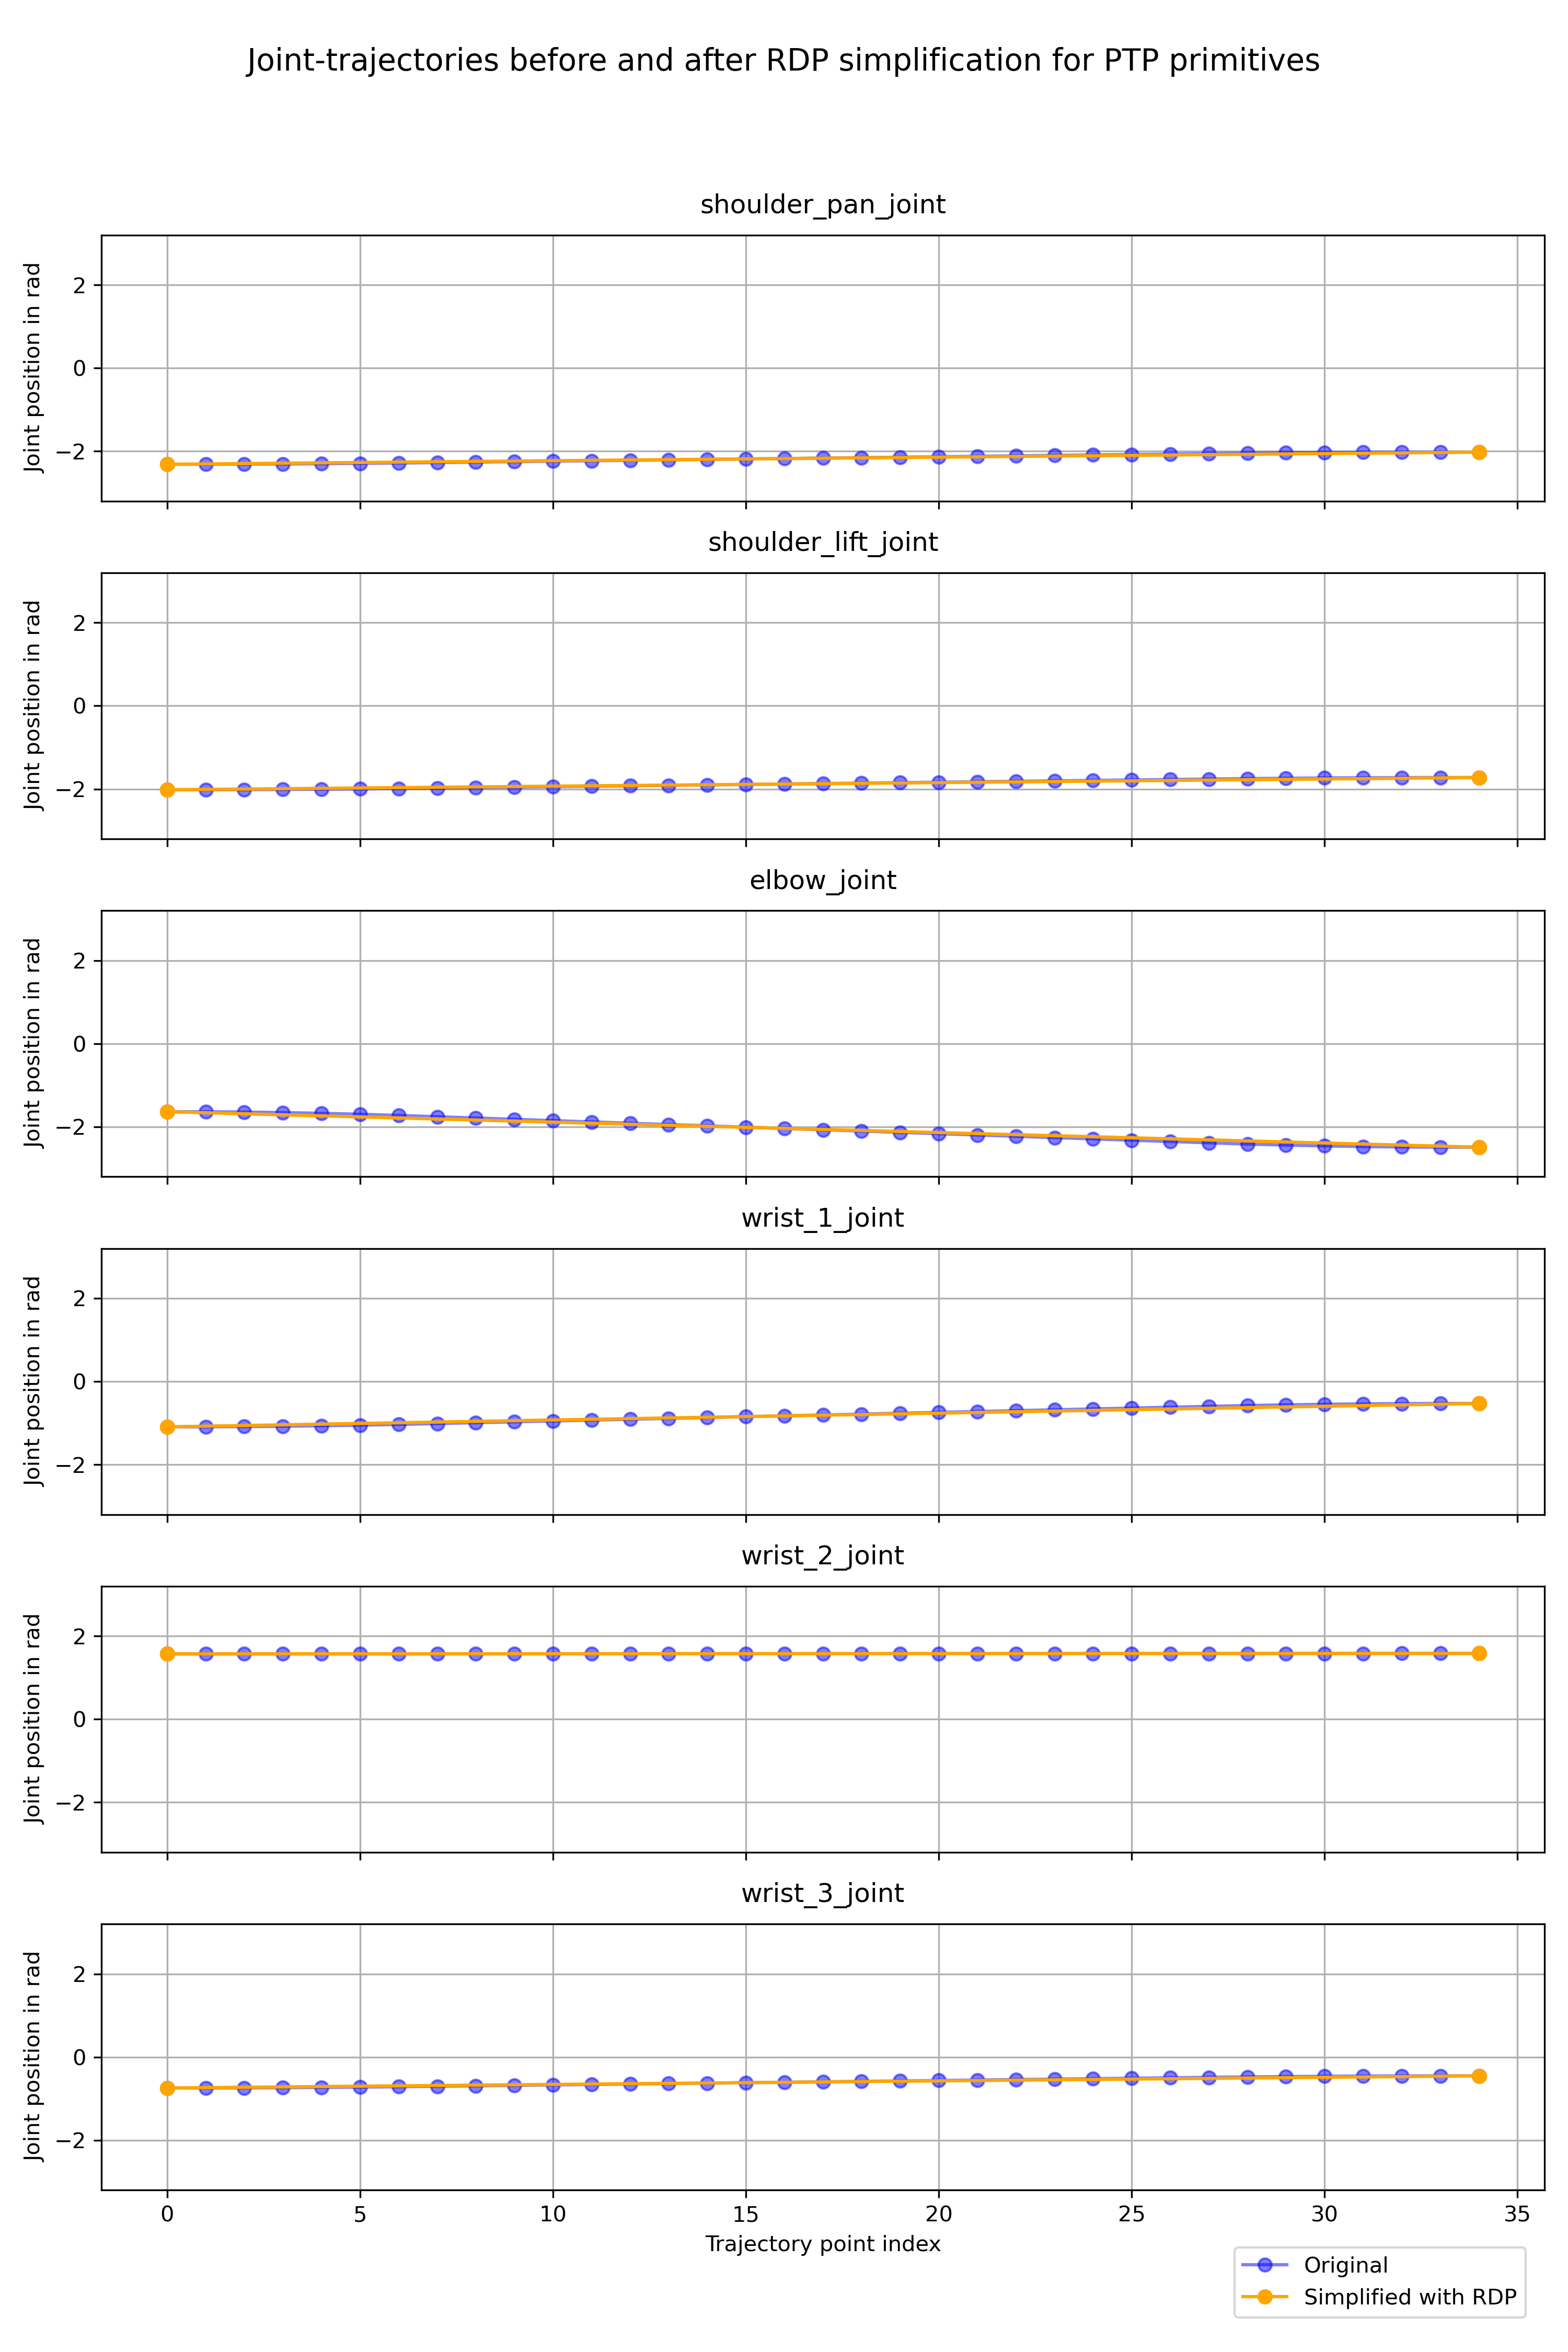 Joint-trajectories before and after RDP simplification for PTP primitives
shoulder_pan_joint
Joint position in rad
2
0
−2
shoulder_lift_joint
Joint position in rad
2
0
−2
elbow_joint
Joint position in rad
2
0
−2
wrist_1_joint
Joint position in rad
2
0
−2
wrist_2_joint
Joint position in rad
2
0
−2
wrist_3_joint
Joint position in rad
2
0
−2
0 5 10 15 20 25 30 35
Trajectory point index
Original
Simplified with RDP